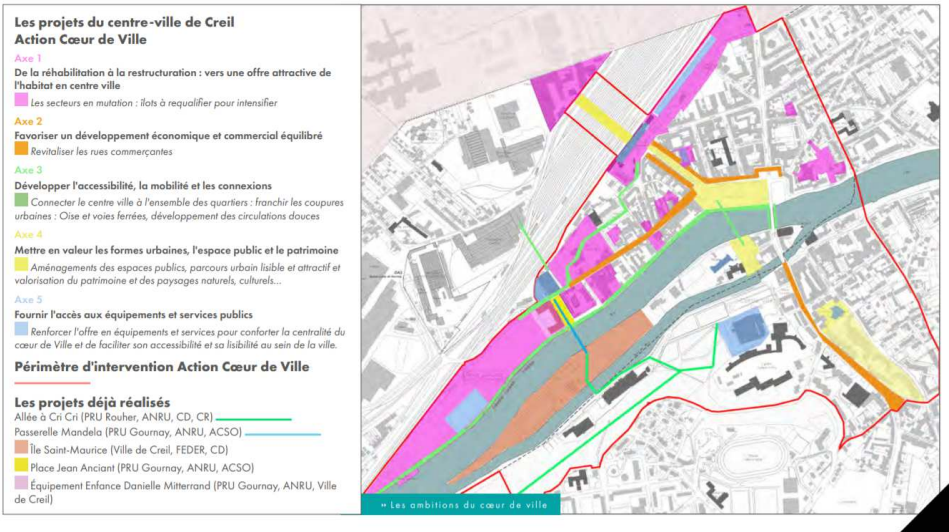 Les projets du centre-ville de Creil
Action Cœur de Ville
Axe 1
De la réhabilitation à la restructuration : vers une offre attractive de
l'habitat en centre ville
Les secteurs en mutation : îlots à requalifier pour intensifier
Axe 2
Favoriser un développement économique et commercial équilibré
Revitaliser les rues commerçantes
Axe 3
Développer l'accessibilité, la mobilité et les connexions
Connecter le centre ville à l'ensemble des quartiers : franchir les coupures
urbaines : Oise et voies ferrées, développement des circulations douces
Axe 4
Mettre en valeur les formes urbaines, l'espace public et le patrimoine
Aménagements des espaces publics, parcours urbain lisible et attractif et
valorisation du patrimoine et des paysages naturels, culturels...
Axe 5
Fournir l'accès aux équipements et services publics
Renforcer l'offre en équipements et services pour conforter la centralité du
cœur de Ville et de faciliter son accessibilité et sa lisibilité au sein de la ville.
Périmètre d'intervention Action Cœur de Ville
Les projets déjà réalisés
Allée à Cri Cri (PRU Rouher, ANRU, CD, CR)
Passerelle Mandela (PRU Gournay, ANRU, ACSO)
Île Saint-Maurice (Ville de Creil, FEDER, CD)
Place Jean Anciant (PRU Gournay, ANRU, ACSO)
Équipement Enfance Danielle Mitterrand (PRU Gournay, ANRU, Ville
de Creil)
Les ambitions du cœur de ville